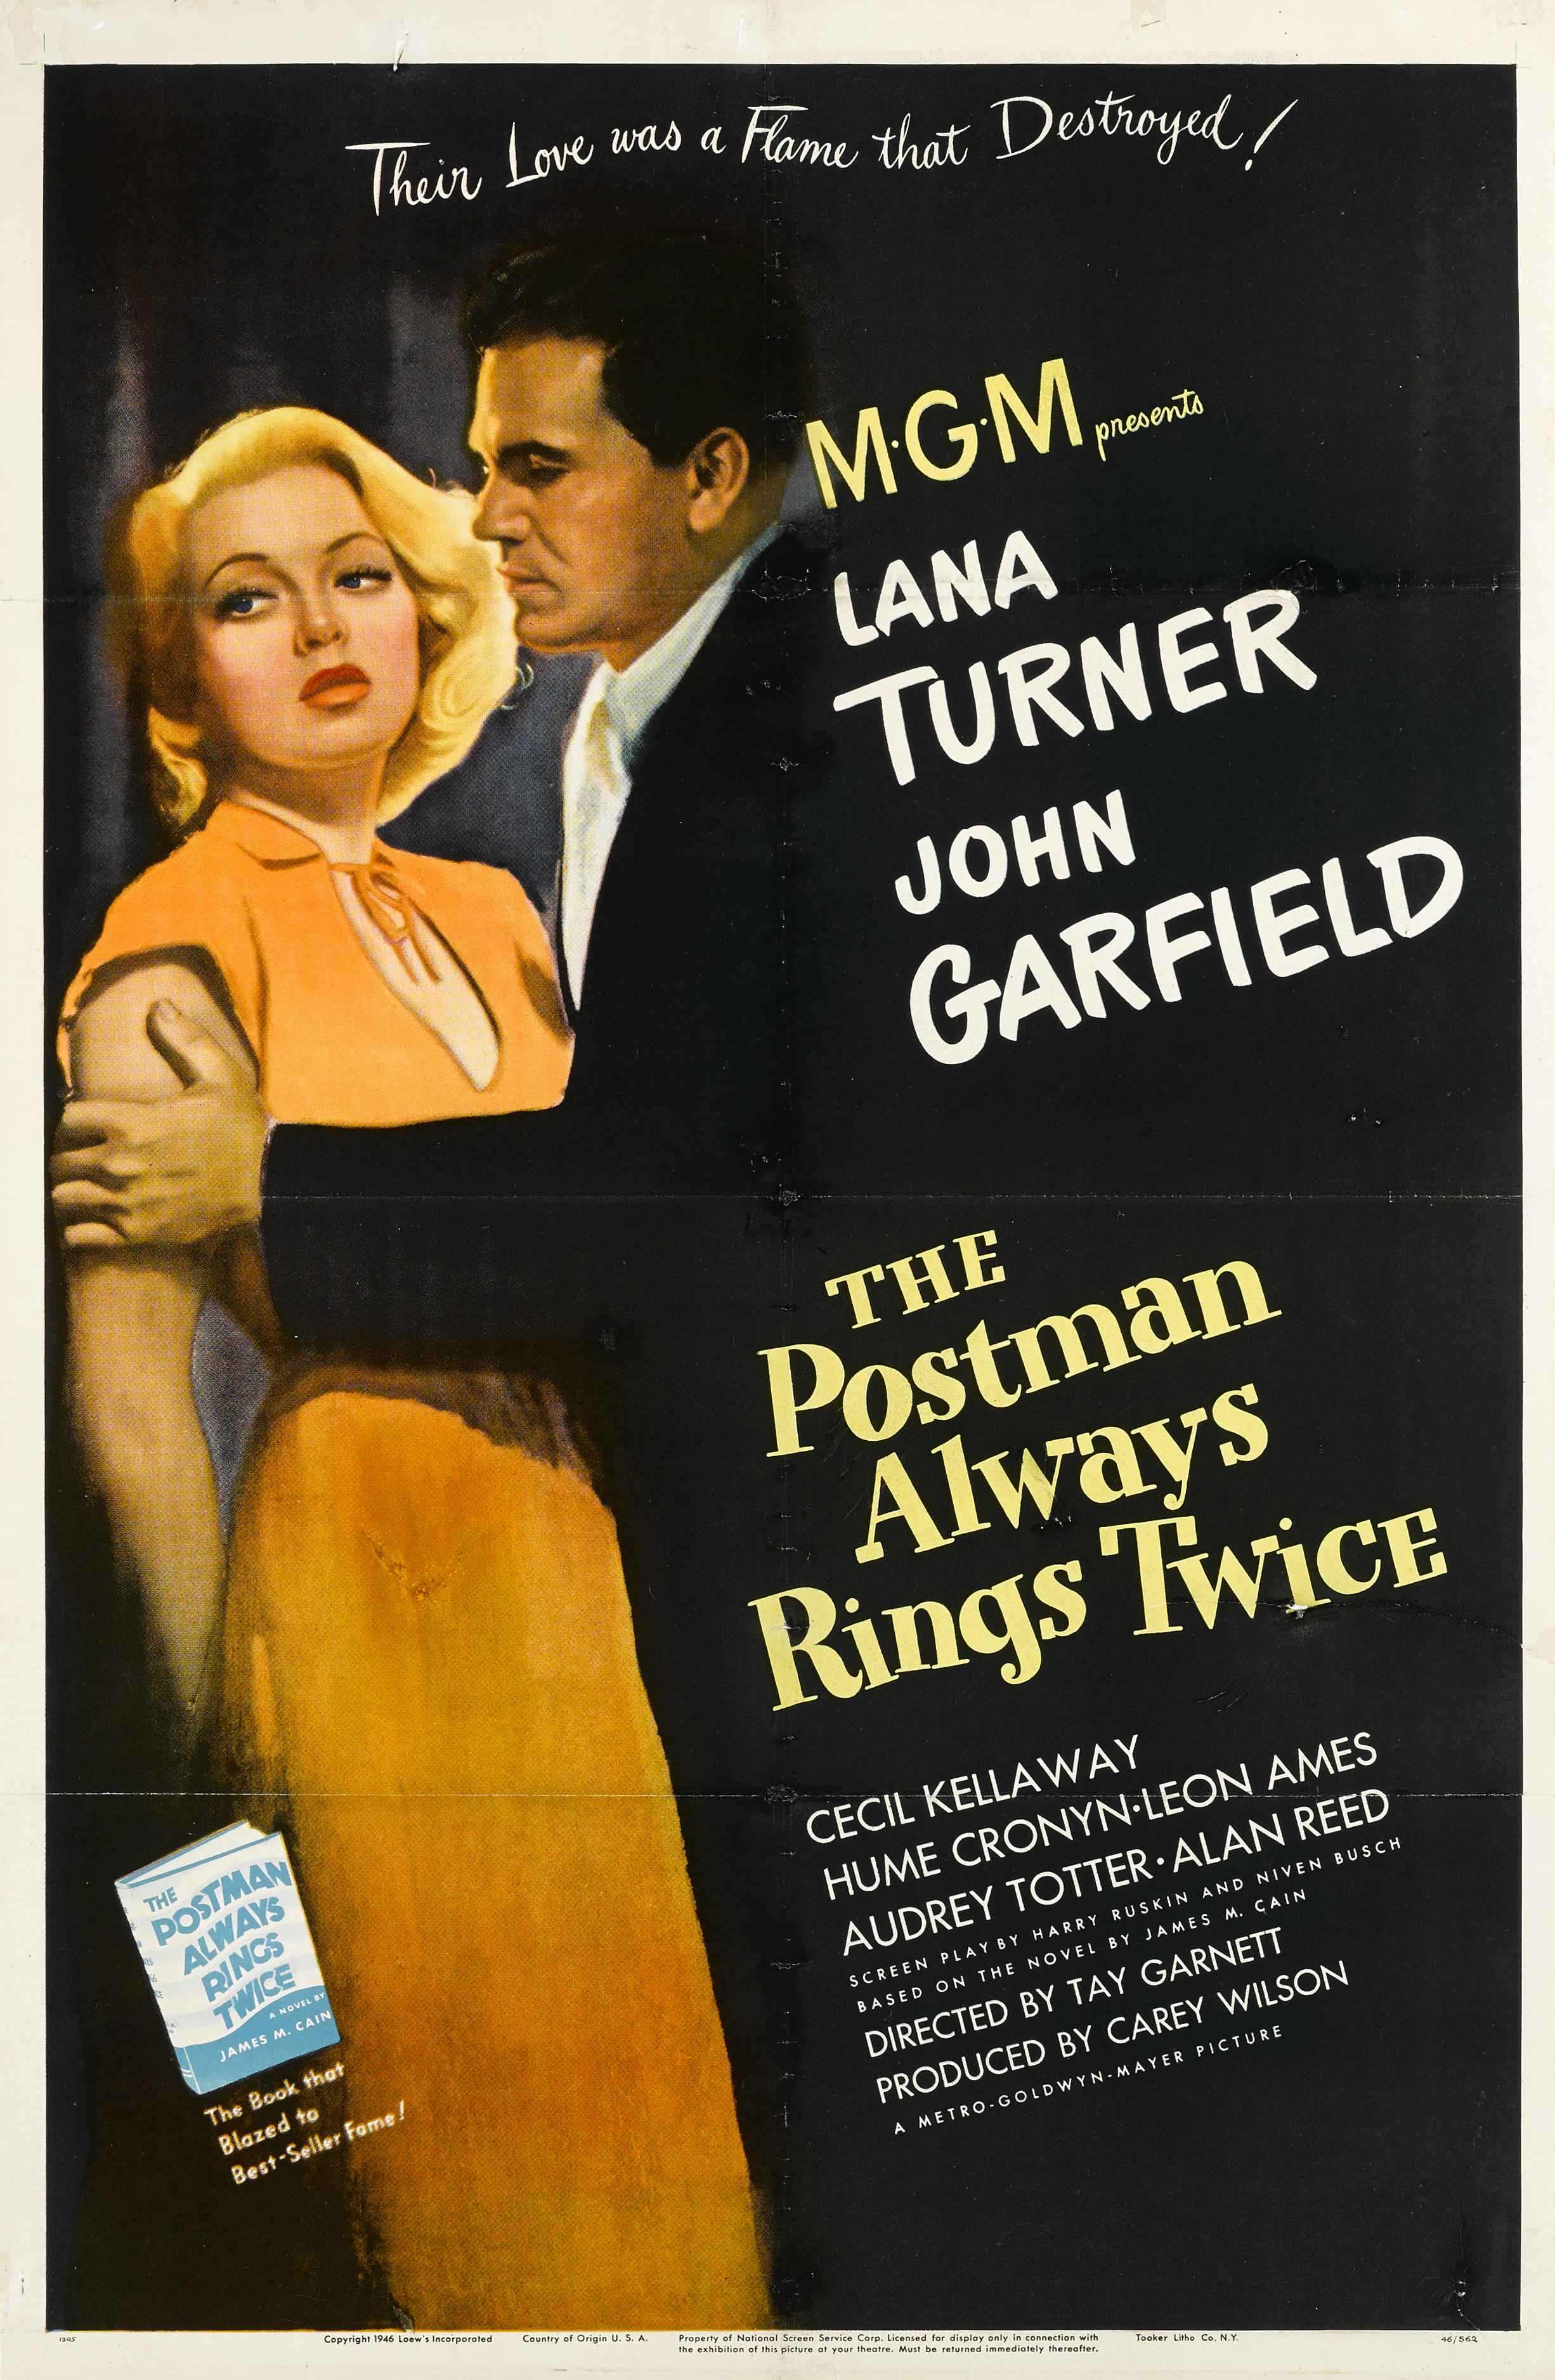 Their Love was a Flame that Destroyed!
M·G·M presents
LANA
TURNER
JOHN
GARFIELD
THE
Postman
Always
Rings TWICE
CECIL KELLAWAY
HUME CRONYN·LEON AMES
AUDREY TOTTER·ALAN REED
SCREEN PLAY BY HARRY RUSKIN AND NIVEN BUSCH
BASED ON THE NOVEL BY JAMES M. CAIN
DIRECTED BY TAY GARNETT
PRODUCED BY CAREY WILSON
A METRO-GOLDWYN-MAYER PICTURE
THE
POSTMAN
ALWAYS
RINGS
TWICE
A NOVEL BY
JAMES M. CAIN
The Book that
Blazed to
Best-Seller Fame!
Copyright 1946 Loew's Incorporated
Country of Origin U. S. A.
Property of National Screen Service Corp. Licensed for display only in connection with
the exhibition of this picture at your theatre. Must be returned immediately thereafter.
Tooker Litho Co., N.Y.
46/562